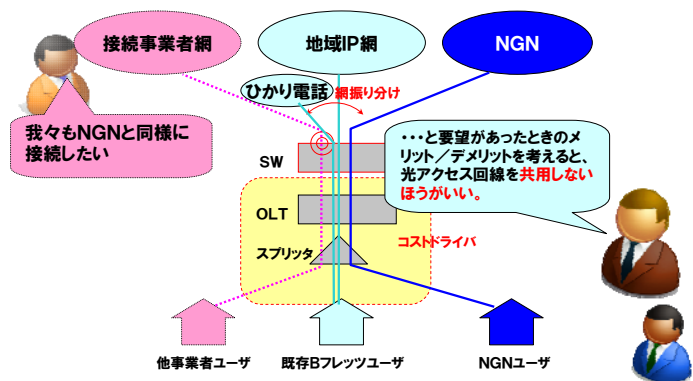 接続事業者網
地域IP網
NGN
ひかり電話
網振り分け
我々もNGNと同様に
接続したい
・・・と要望があったときのメ
リット／デメリットを考えると、
光アクセス回線を共用しない
ほうがいい。
SW
OLT
コストドライバ
スプリッタ
他事業者ユーザ
既存Bフレッツユーザ
NGNユーザ